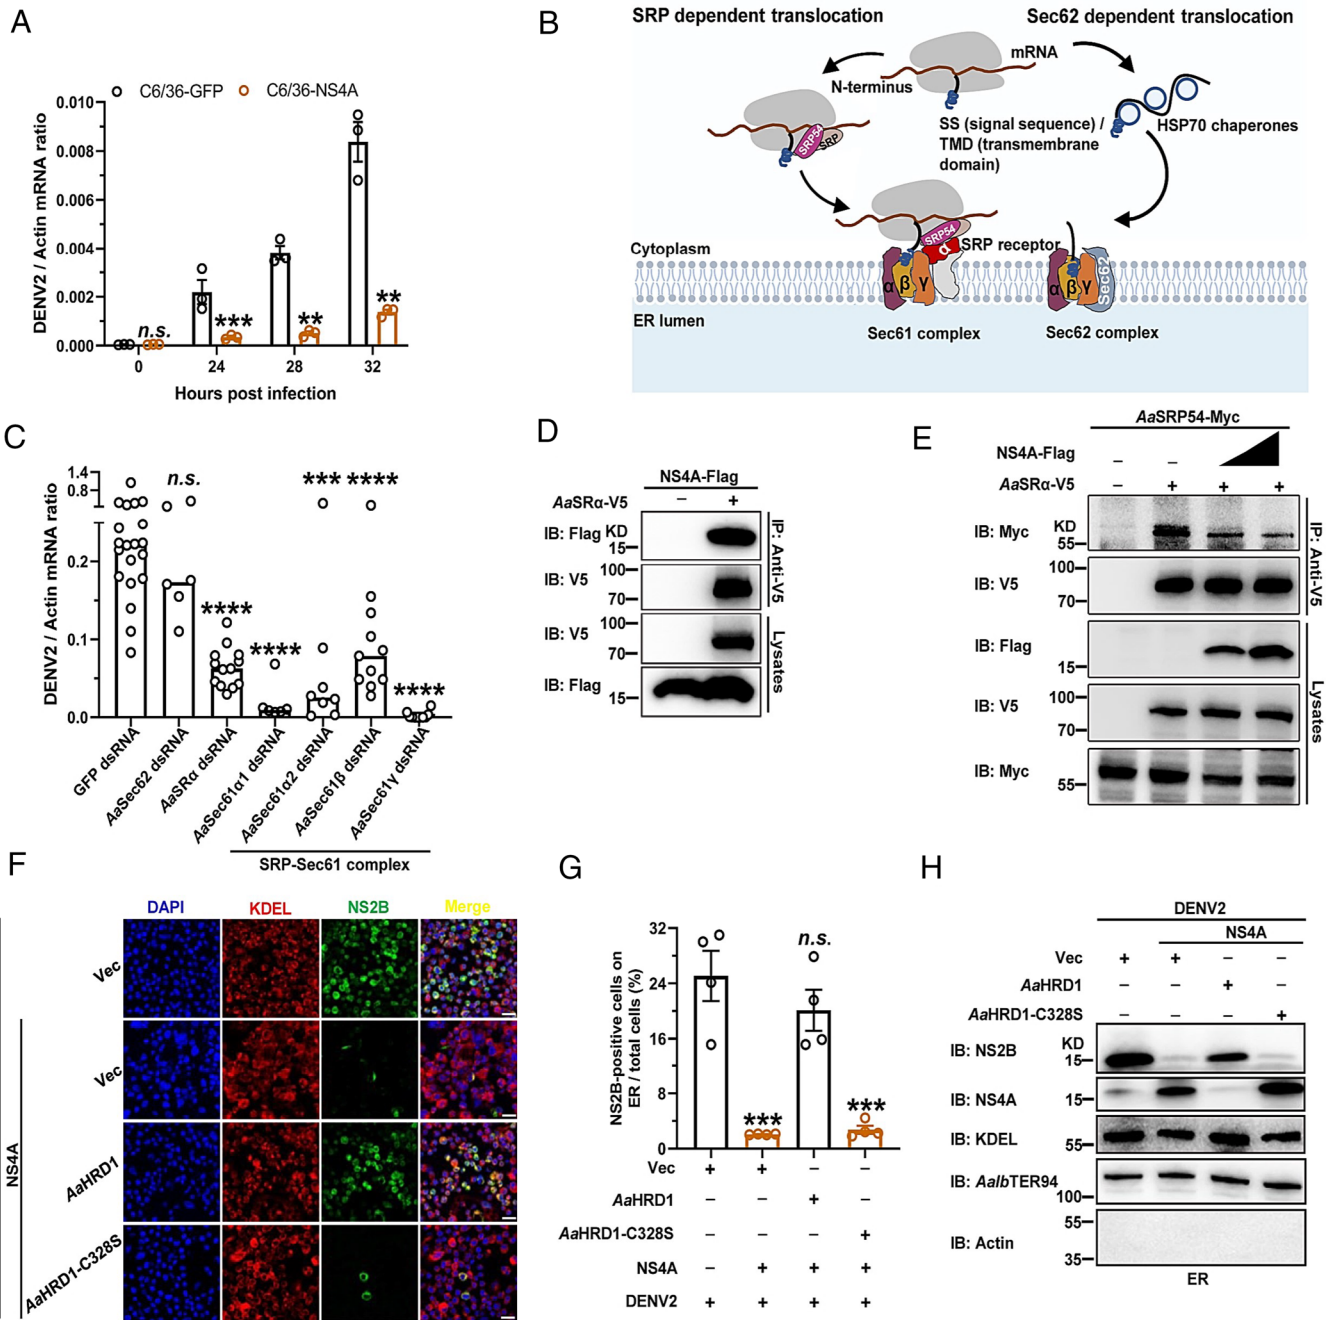 A
C6/36-GFP C6/36-NS4A
DENV2 / Actin mRNA ratio
0.010
0.008
0.006
0.004
0.002
0.000
n.s.
***
**
**
0 24 28 32
Hours post infection
B
SRP dependent translocation
Sec62 dependent translocation
mRNA
N-terminus
SRP54
SRP
SS (signal sequence) /
TMD (transmembrane
domain)
HSP70 chaperones
SRP54
SRP receptor
Cytoplasm
α
α β γ
α β γ Sec62
ER lumen
Sec61 complex
Sec62 complex
C
DENV2 / Actin mRNA ratio
1.4
0.8
0.2
0.1
0.0
n.s.
****
****
***
****
****
GFP dsRNA
AaSec62 dsRNA
AaSRα dsRNA
AaSec61α1 dsRNA
AaSec61α2 dsRNA
AaSec61β dsRNA
AaSec61γ dsRNA
SRP-Sec61 complex
D
NS4A-Flag
AaSRα-V5 – +
IB: Flag KD
15
IB: V5 100
70
IB: V5 100
70
IB: Flag
15
IP: Anti-V5
Lysates
E
AaSRP54-Myc
NS4A-Flag – –
AaSRα-V5 – + + +
IB: Myc KD
55
IB: V5 100
70
IB: Flag
15
IB: V5 100
70
IB: Myc
55
IP: Anti-V5
Lysates
F
DAPI KDEL NS2B Merge
Vec
NS4A
Vec
AaHRD1
AaHRD1-C328S
G
NS2B-positive cells on
ER / total cells (%)
32
24
16
8
0
***
n.s.
***
Vec + + – –
AaHRD1 – – + –
AaHRD1-C328S – – – +
NS4A – + + +
DENV2 + + + +
H
DENV2
NS4A
Vec + + – –
AaHRD1 – – + –
AaHRD1-C328S – – – +
IB: NS2B KD
15
IB: NS4A
15
IB: KDEL
55
IB: AalbTER94
100
IB: Actin 55
35
ER